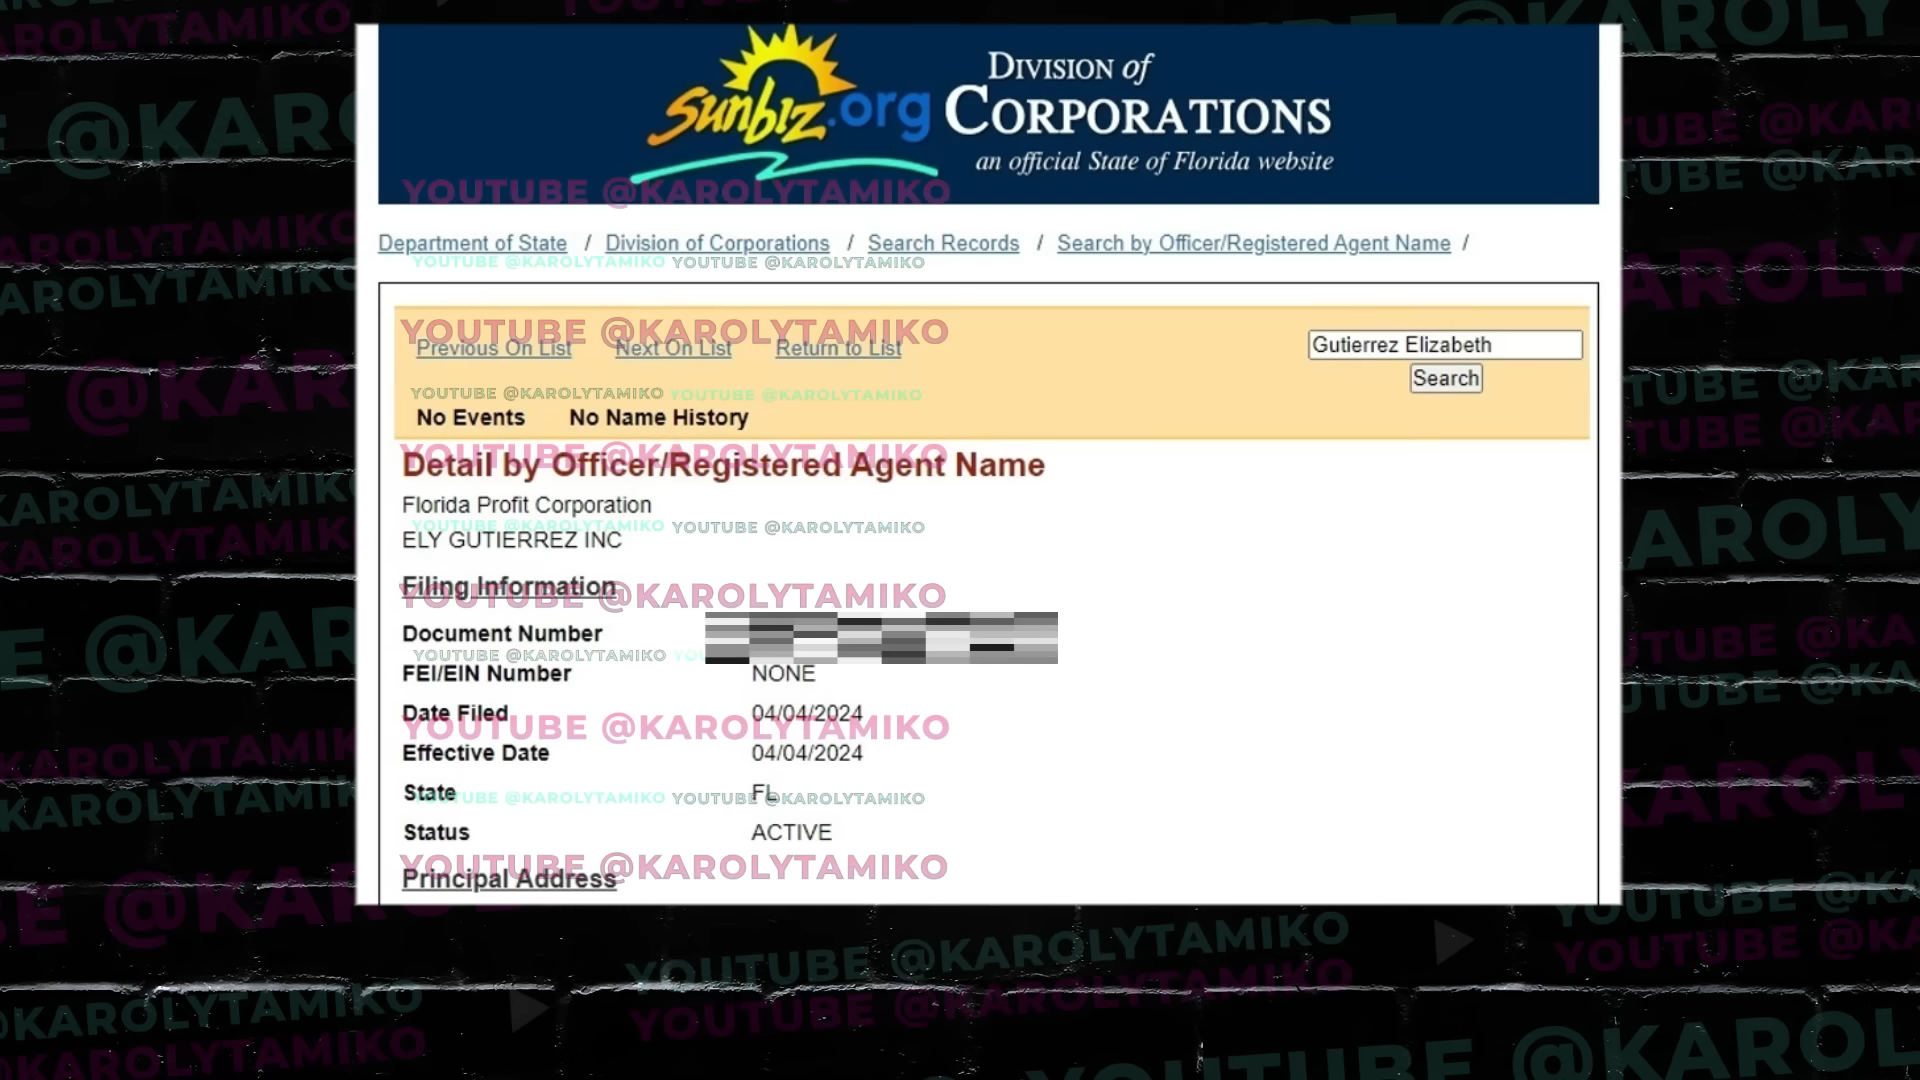 DIVISION of
Sunbiz.org CORPORATIONS
an official State of Florida website
YOUTUBE @KAROLYTAMIKO
Department of State / Division of Corporations / Search Records / Search by Officer/Registered Agent Name /
YOUTUBE @KAROLYTAMIKO YOUTUBE @KAROLYTAMIKO
YOUTUBE @KAROLYTAMIKO
Previous On List Next On List Return to List
Gutierrez Elizabeth
Search
YOUTUBE @KAROLYTAMIKO YOUTUBE @KAROLYTAMIKO
No Events No Name History
YOUTUBE @KAROLYTAMIKO
Detail by Officer/Registered Agent Name
Florida Profit Corporation
YOUTUBE @KAROLYTAMIKO YOUTUBE @KAROLYTAMIKO
ELY GUTIERREZ INC
Filing Information
YOUTUBE @KAROLYTAMIKO
Document Number
YOUTUBE @KAROLYTAMIKO
FEI/EIN Number NONE
Date Filed 04/04/2024
YOUTUBE @KAROLYTAMIKO
Effective Date 04/04/2024
State FL
YOUTUBE @KAROLYTAMIKO YOUTUBE @KAROLYTAMIKO
Status ACTIVE
YOUTUBE @KAROLYTAMIKO
Principal Address
YOUTUBE @KAROLYTAMIKO
YOUTUBE @KAROLYTAMIKO